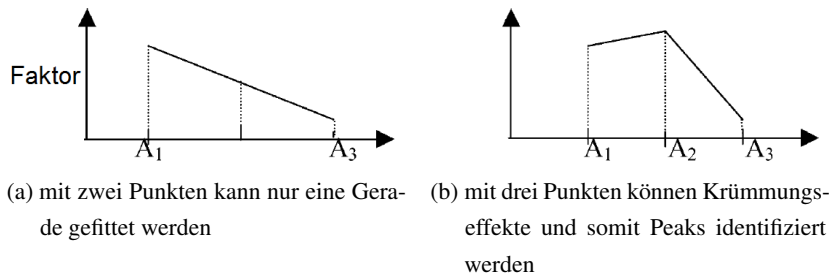 Faktor
A1 A3
A1 A2 A3
(a) mit zwei Punkten kann nur eine Gera-
de gefittet werden
(b) mit drei Punkten können Krümmungs-
effekte und somit Peaks identifiziert
werden